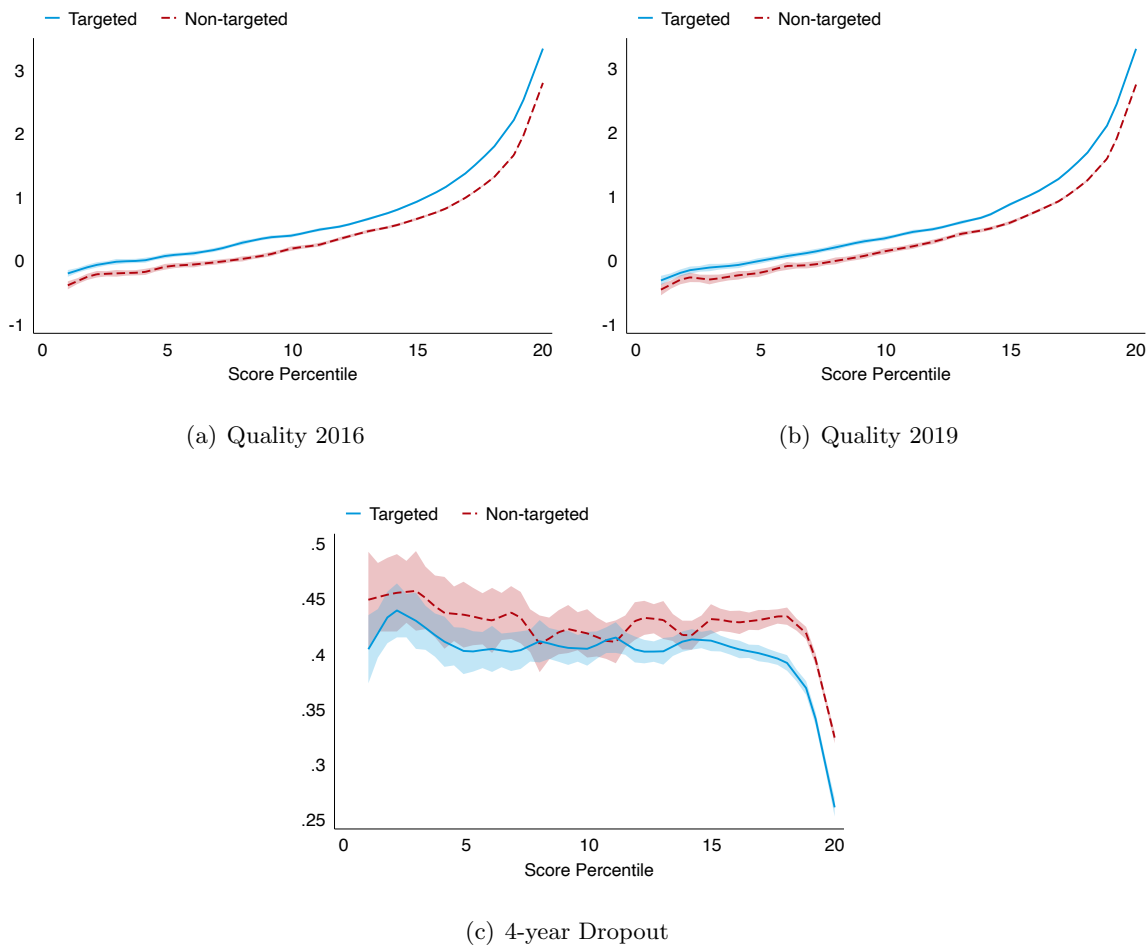 Targeted Non-targeted
Targeted Non-targeted
3
2
1
0
-1
0 5 10 15 20
Score Percentile
3
2
1
0
-1
0 5 10 15 20
Score Percentile
(a) Quality 2016
(b) Quality 2019
Targeted Non-targeted
.5
.45
.4
.35
.3
.25
0 5 10 15 20
Score Percentile
(c) 4-year Dropout